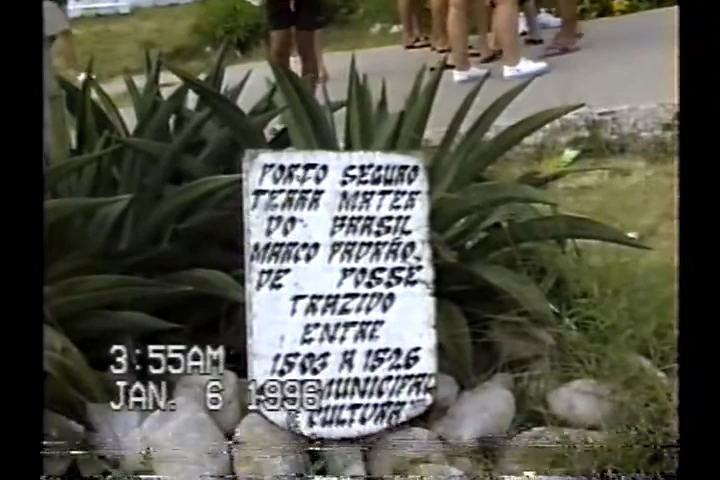 PORTO SEGURO
TERRA MATER
DO BRASIL
MARCO PADRÃO.
DE POSSE
TRAZIDO
ENTRE
1503 A 1526
MUNICIPAL
CULTURA
3:55AM
JAN. 6 1996